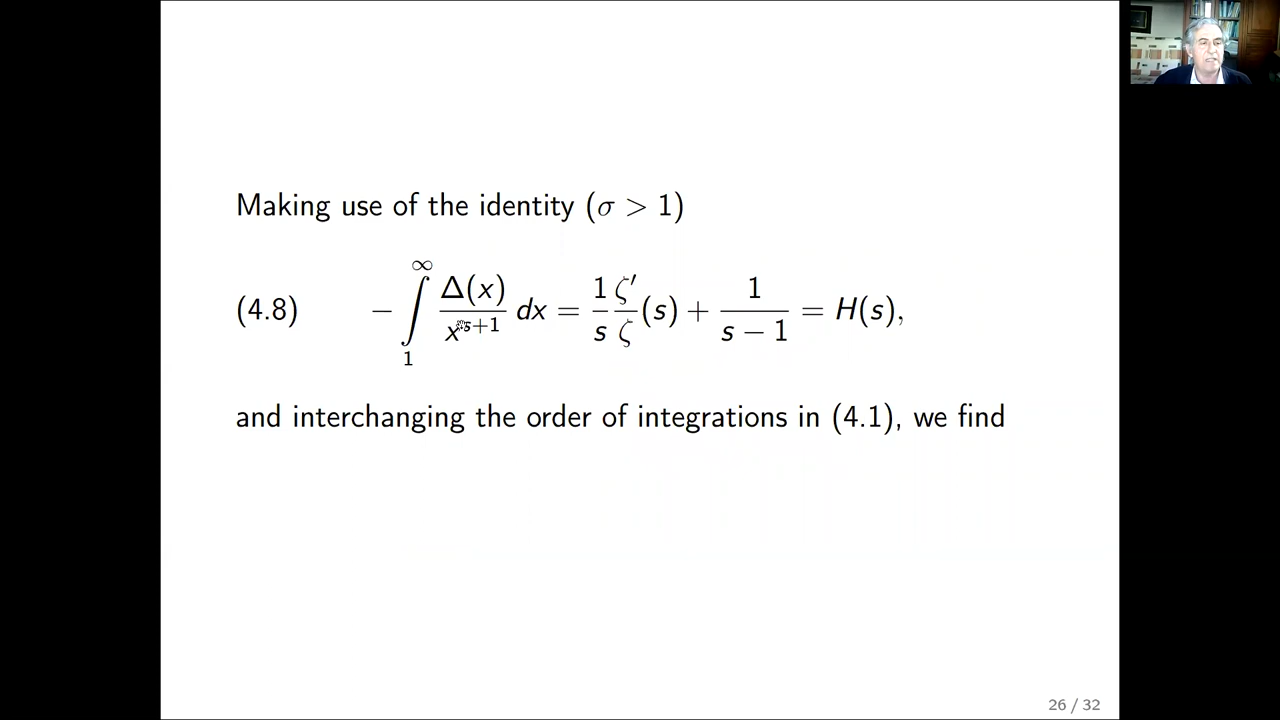 Making use of the identity (σ > 1)
(4.8) − ∫₁^∞ Δ(x)/x^{s+1} dx = 1/s ζ′/ζ (s) + 1/(s − 1) = H(s),
and interchanging the order of integrations in (4.1), we find
26 / 32